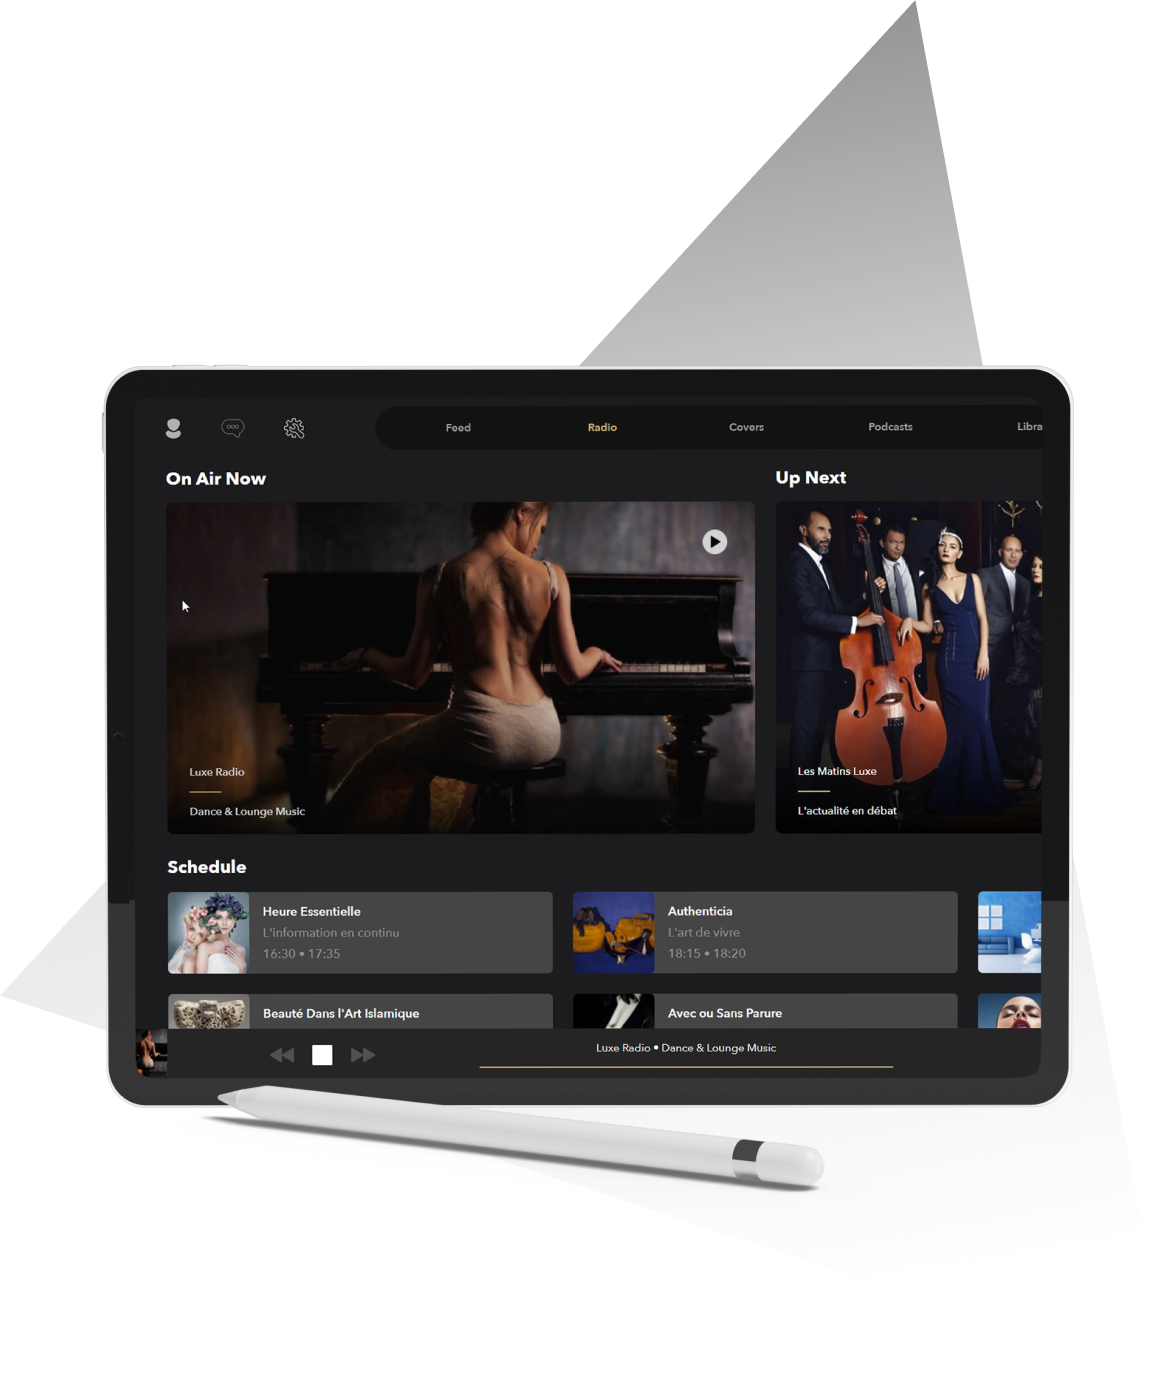 Feed
Radio
Covers
Podcasts
Libra
On Air Now
Up Next
Luxe Radio
Dance & Lounge Music
Les Matins Luxe
L'actualité en débat
Schedule
Heure Essentielle
L'information en continu
16:30 • 17:35
Authenticia
L'art de vivre
18:15 • 18:20
Beauté Dans l'Art Islamique
Avec ou Sans Parure
Luxe Radio • Dance & Lounge Music